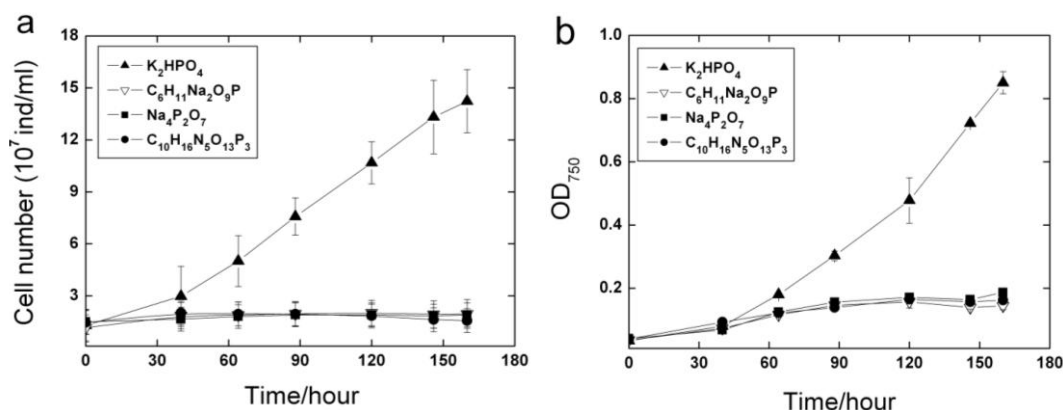 a
18
15
12
9
6
3
0
30
60
90
120
150
180
Cell number (10⁷ ind/ml)
Time/hour
K₂HPO₄
C₆H₁₁Na₂O₉P
Na₄P₂O₇
C₁₀H₁₆N₅O₁₃P₃
b
1.0
0.8
0.6
0.4
0.2
0
30
60
90
120
150
180
OD₇₅₀
Time/hour
K₂HPO₄
C₆H₁₁Na₂O₉P
Na₄P₂O₇
C₁₀H₁₆N₅O₁₃P₃